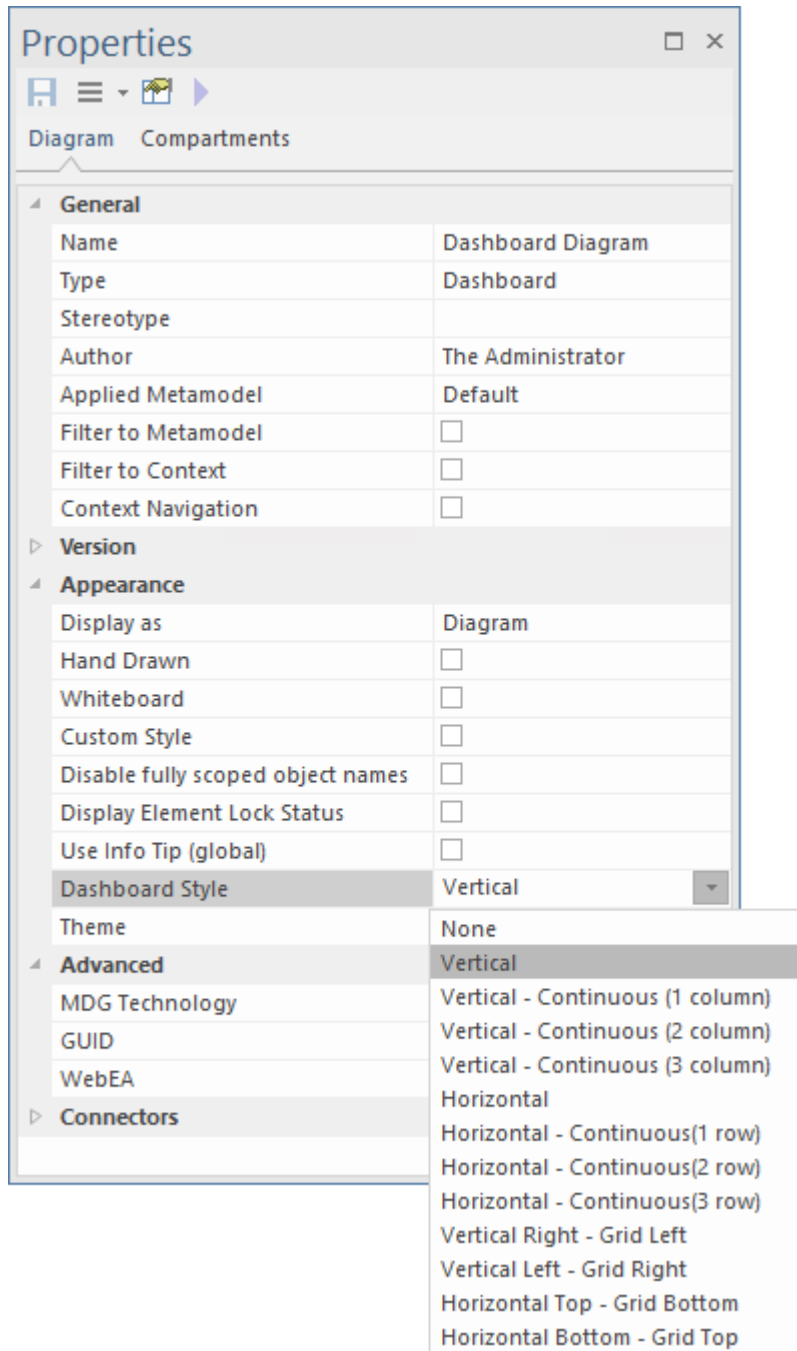 Properties
Diagram Compartments
General
Name Dashboard Diagram
Type Dashboard
Stereotype
Author The Administrator
Applied Metamodel Default
Filter to Metamodel
Filter to Context
Context Navigation
Version
Appearance
Display as Diagram
Hand Drawn
Whiteboard
Custom Style
Disable fully scoped object names
Display Element Lock Status
Use Info Tip (global)
Dashboard Style Vertical
Theme None
Advanced Vertical
MDG Technology Vertical - Continuous (1 column)
GUID Vertical - Continuous (2 column)
WebEA Vertical - Continuous (3 column)
Connectors Horizontal
Horizontal - Continuous(1 row)
Horizontal - Continuous(2 row)
Horizontal - Continuous(3 row)
Vertical Right - Grid Left
Vertical Left - Grid Right
Horizontal Top - Grid Bottom
Horizontal Bottom - Grid Top